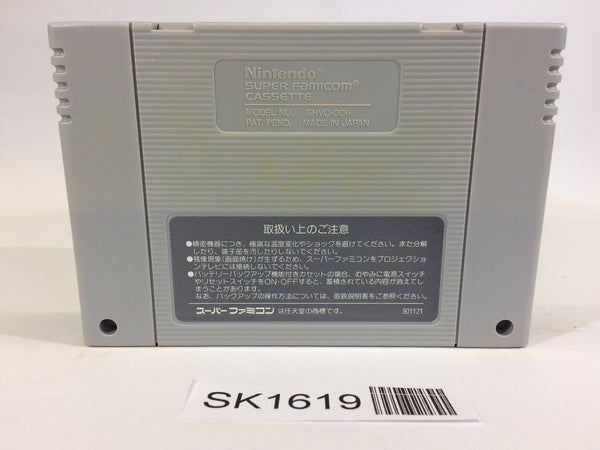 Nintendo®
SUPER FAMICOM®
CASSETTE
MODEL NO. SHVC-006
PAT. PEND. MADE IN JAPAN
取扱い上のご注意
●精密機器につき、極端な温度変化やショックを避けてください。また分解
したり、端子部を汚したりしないでください。
●残像現象(画面焼け)が生ずるため、スーパーファミコンをプロジェクショ
ンテレビには接続しないでください。
●バッテリーバックアップ機能付きカセットの場合、むやみに電源スイッチ
やリセットスイッチをON・OFFすると、蓄積されている内容が消えてし
まうことがあります。
なお、バックアップの操作方法については、取扱説明書をご参照ください。
スーパーファミコン は任天堂の商標です。 901121
SK1619